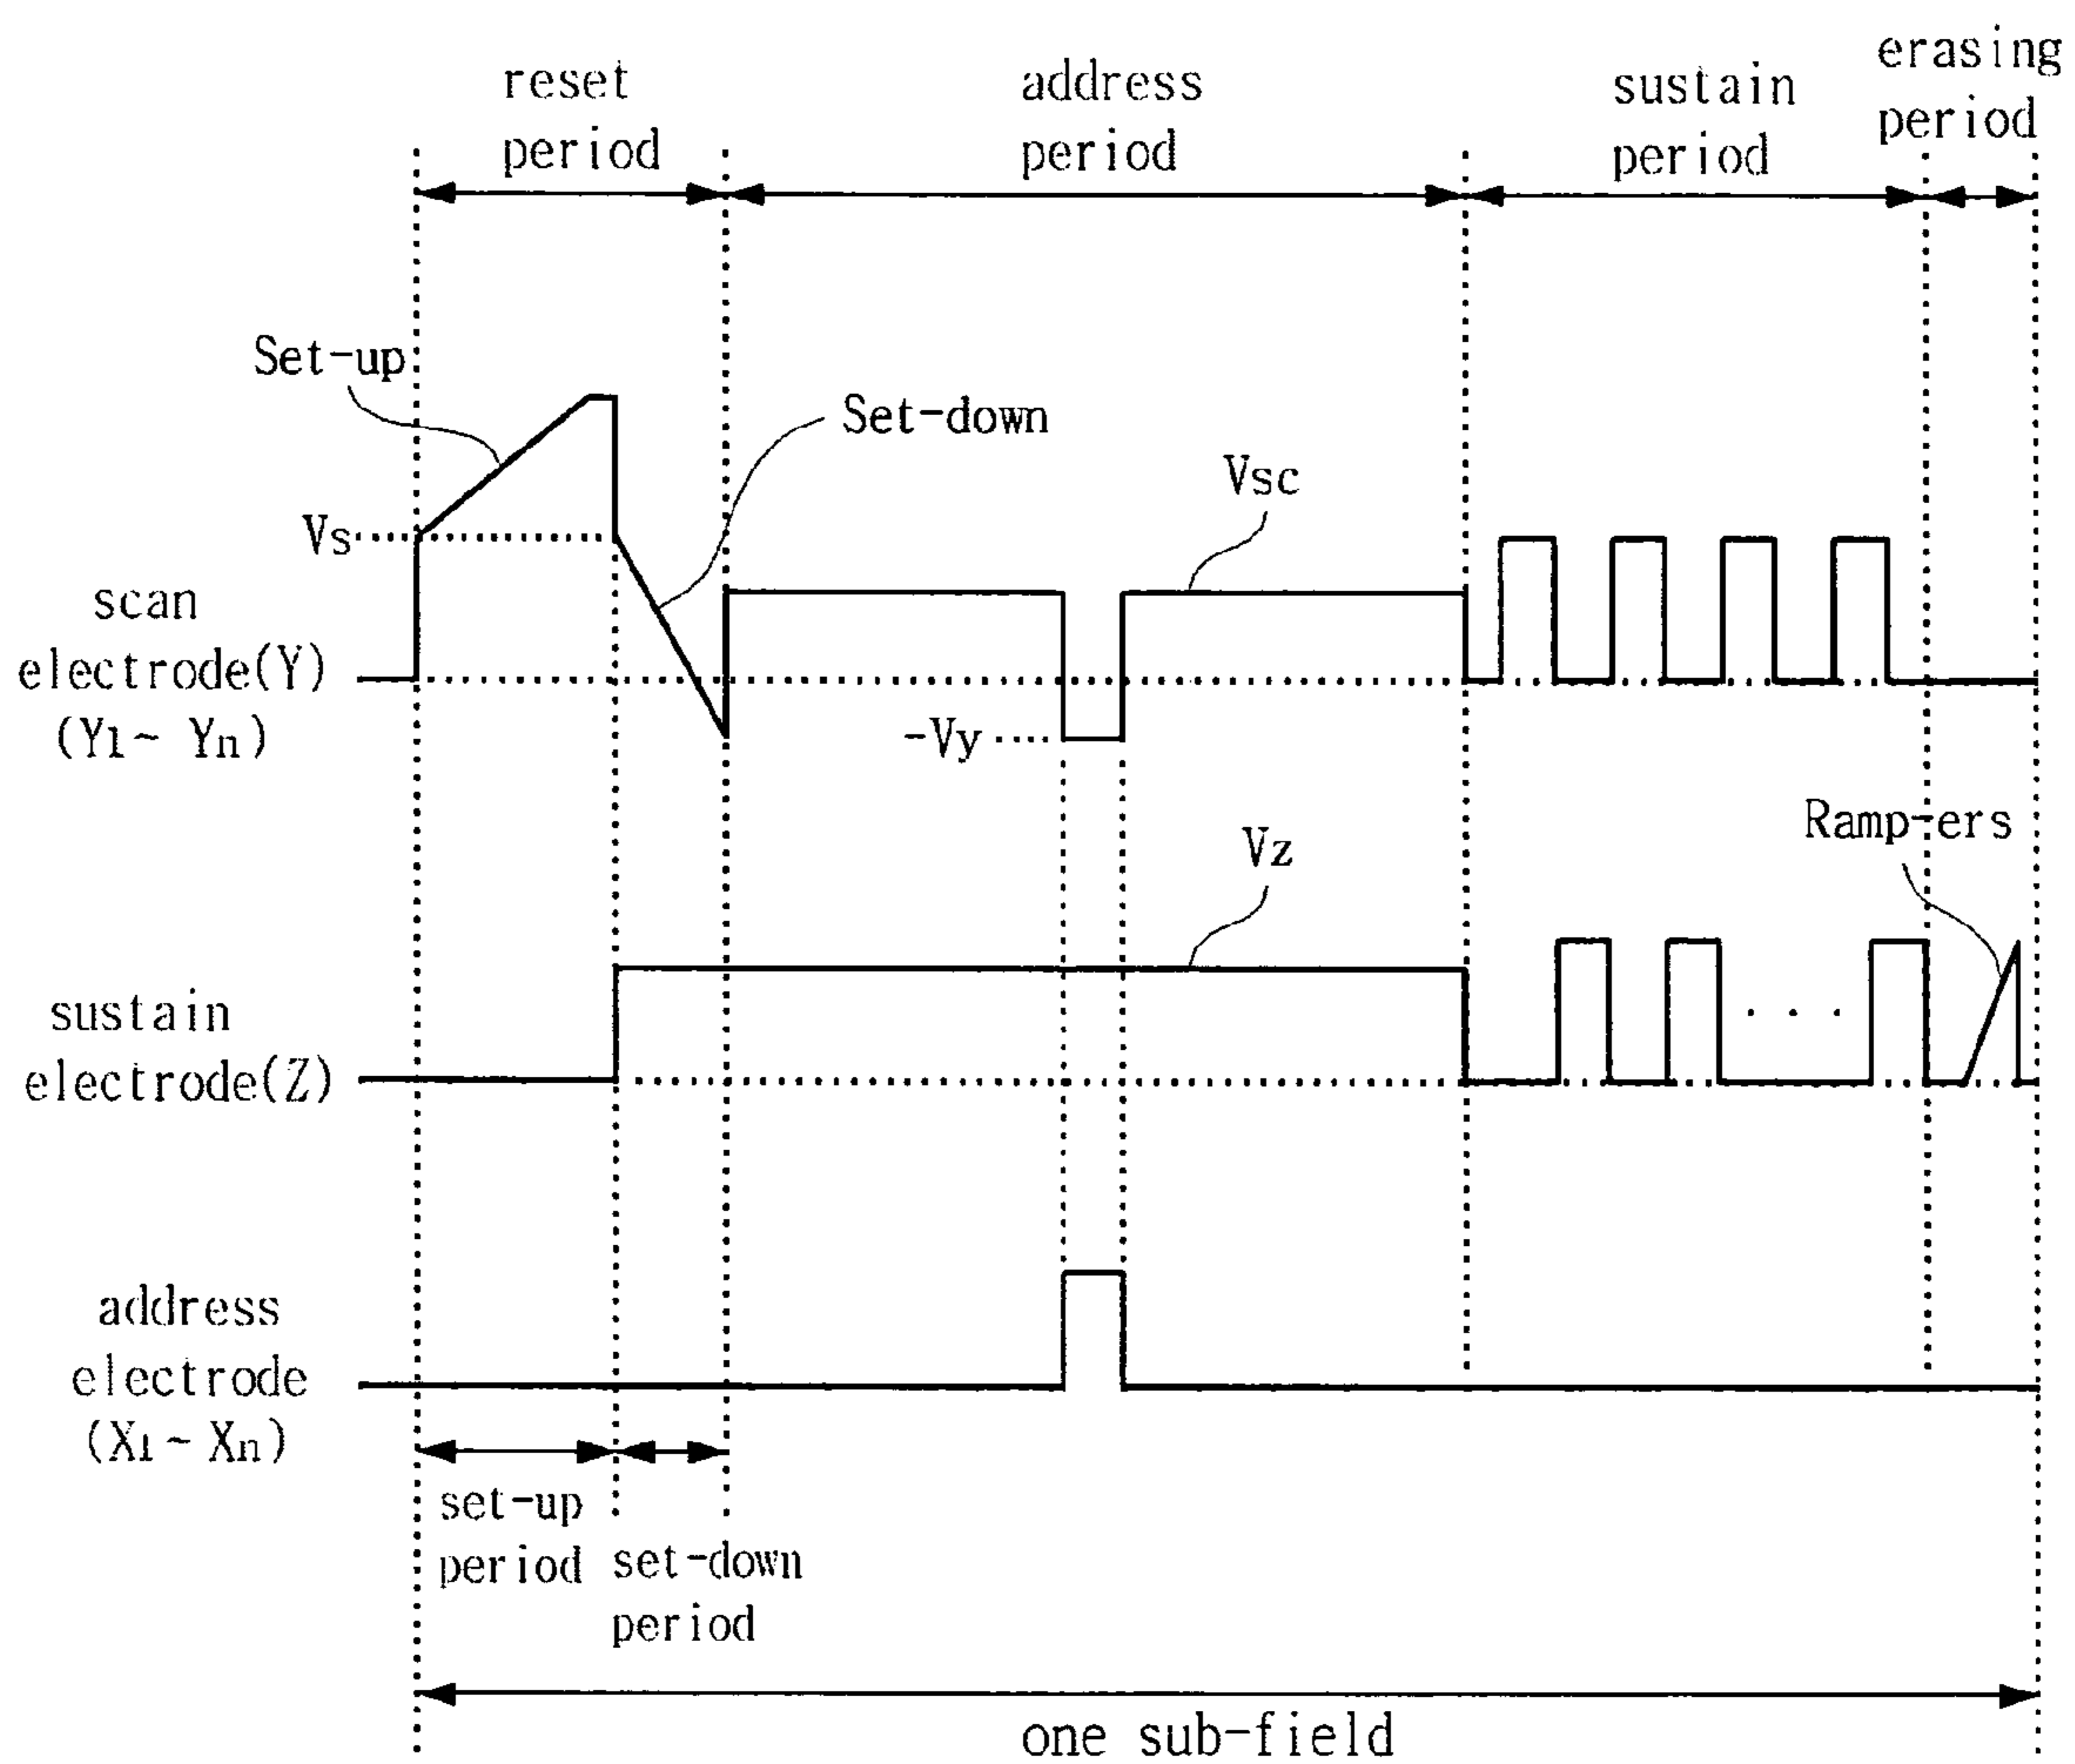 reset
period
address
period
sustain
period
erasing
period
Set-up
Set-down
Vsc
Vs
scan
electrode(Y)
(Y1~ Yn)
-Vy
Ramp-ers
Vz
sustain
electrode(Z)
. . .
address
electrode
(X1~ Xn)
set-up
period
set-down
period
one sub-field